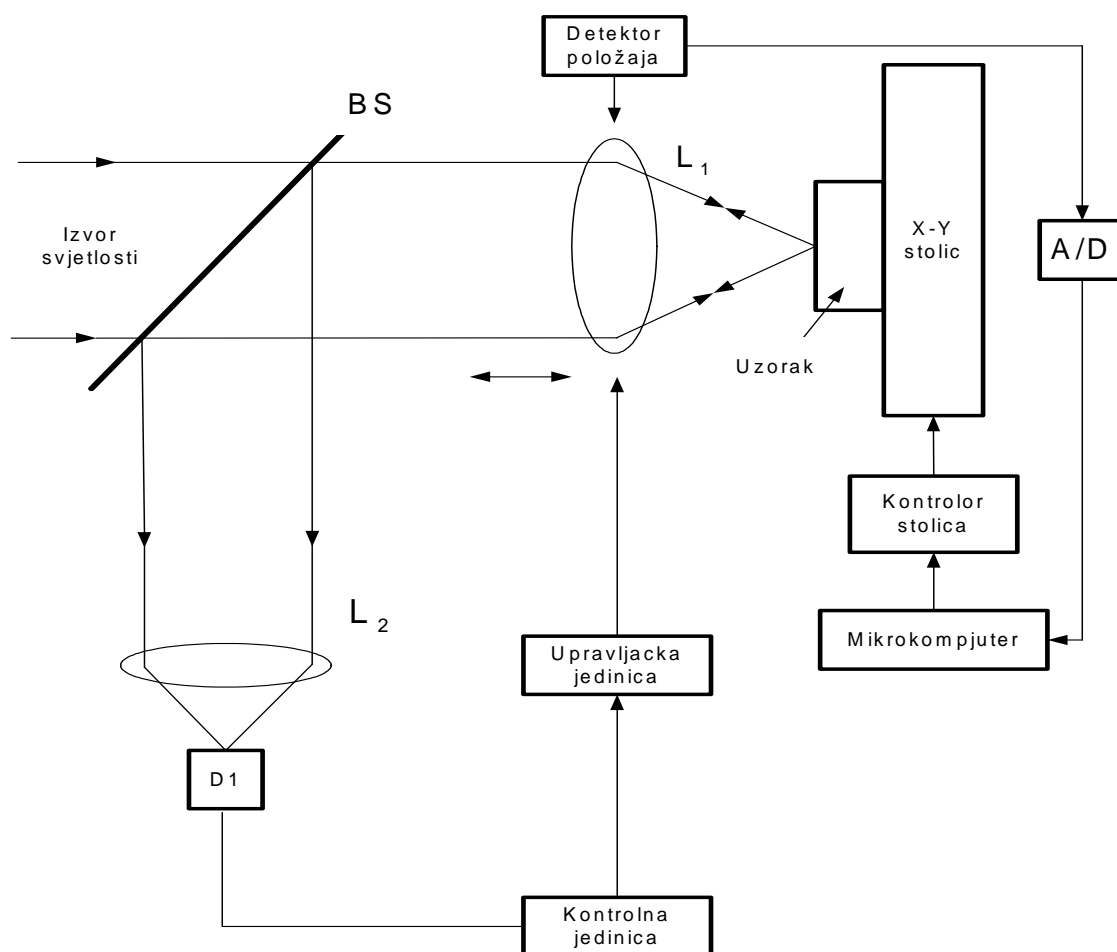 Detektor
položaja
BS
L 1
Izvor
svjetlosti
X-Y
stolic
A/D
Uzorak
Kontrolor
stolica
L 2
Upravljacka
jedinica
Mikrokompjuter
D1
Kontrolna
jedinica